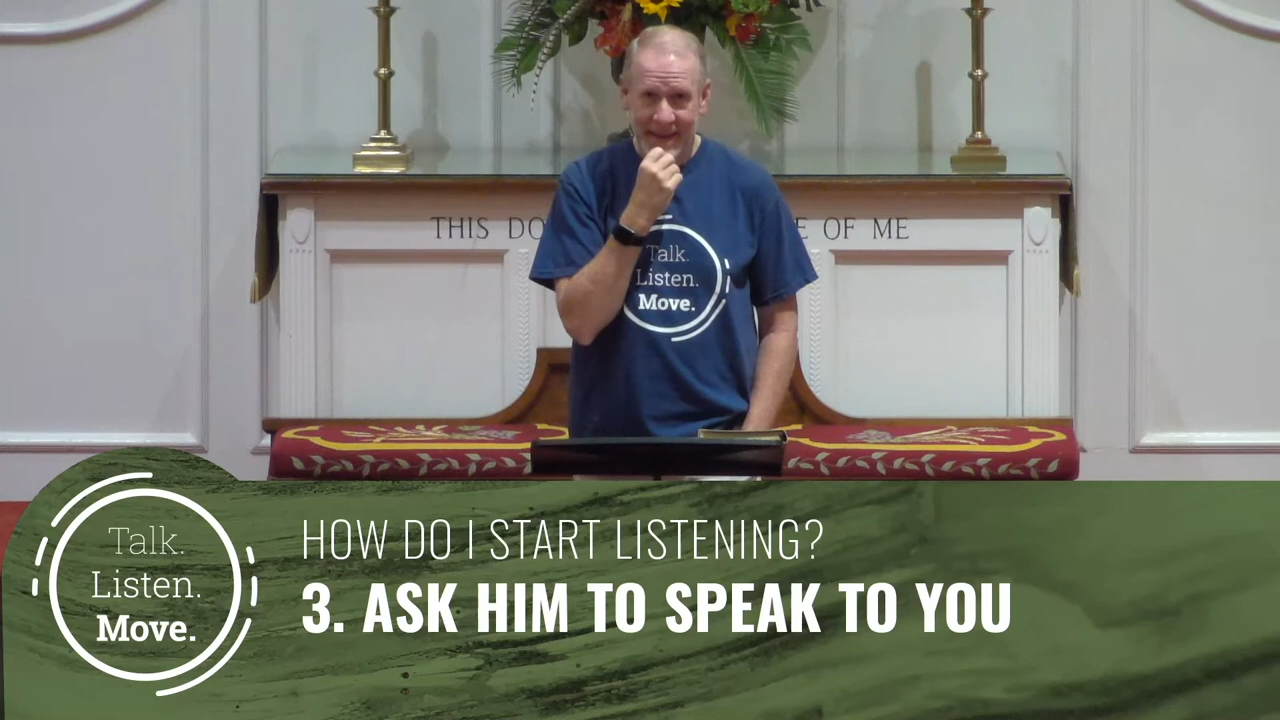 THIS DO
E OF ME
Talk.
Listen.
Move.
Talk.
Listen.
Move.
HOW DO I START LISTENING?
3. ASK HIM TO SPEAK TO YOU